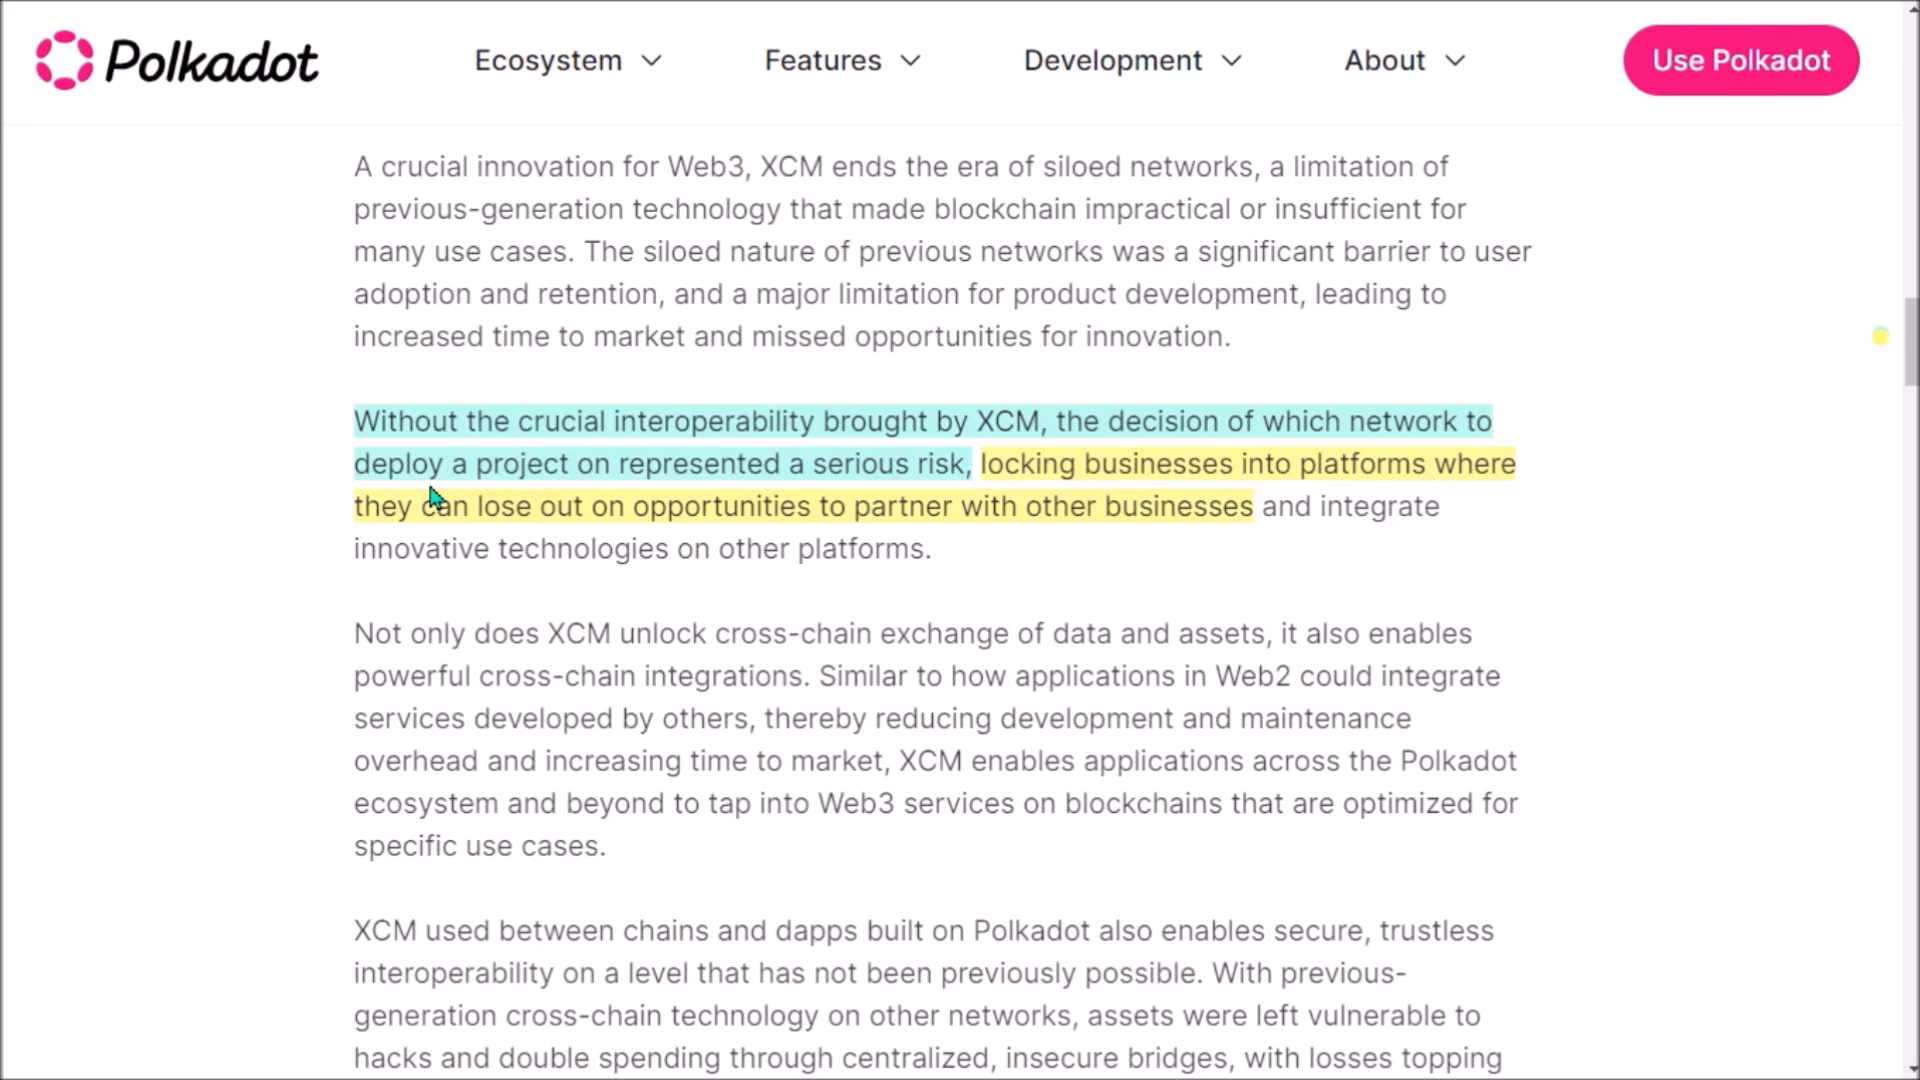 Polkadot
Ecosystem
Features
Development
About
Use Polkadot
A crucial innovation for Web3, XCM ends the era of siloed networks, a limitation of
previous-generation technology that made blockchain impractical or insufficient for
many use cases. The siloed nature of previous networks was a significant barrier to user
adoption and retention, and a major limitation for product development, leading to
increased time to market and missed opportunities for innovation.
Without the crucial interoperability brought by XCM, the decision of which network to
deploy a project on represented a serious risk, locking businesses into platforms where
they can lose out on opportunities to partner with other businesses and integrate
innovative technologies on other platforms.
Not only does XCM unlock cross-chain exchange of data and assets, it also enables
powerful cross-chain integrations. Similar to how applications in Web2 could integrate
services developed by others, thereby reducing development and maintenance
overhead and increasing time to market, XCM enables applications across the Polkadot
ecosystem and beyond to tap into Web3 services on blockchains that are optimized for
specific use cases.
XCM used between chains and dapps built on Polkadot also enables secure, trustless
interoperability on a level that has not been previously possible. With previous-
generation cross-chain technology on other networks, assets were left vulnerable to
hacks and double spending through centralized, insecure bridges, with losses topping